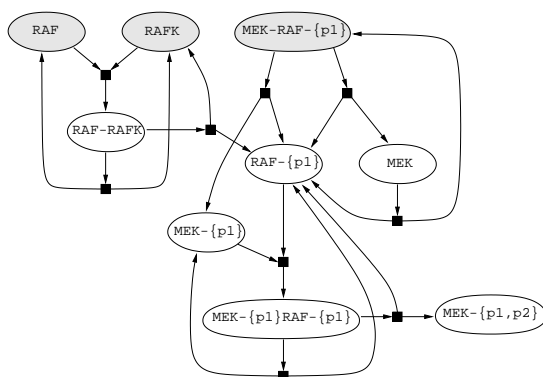 RAF
RAFK
MEK-RAF-{p1}
RAF-RAFK
RAF-{p1}
MEK
MEK-{p1}
MEK-{p1}RAF-{p1}
MEK-{p1,p2}